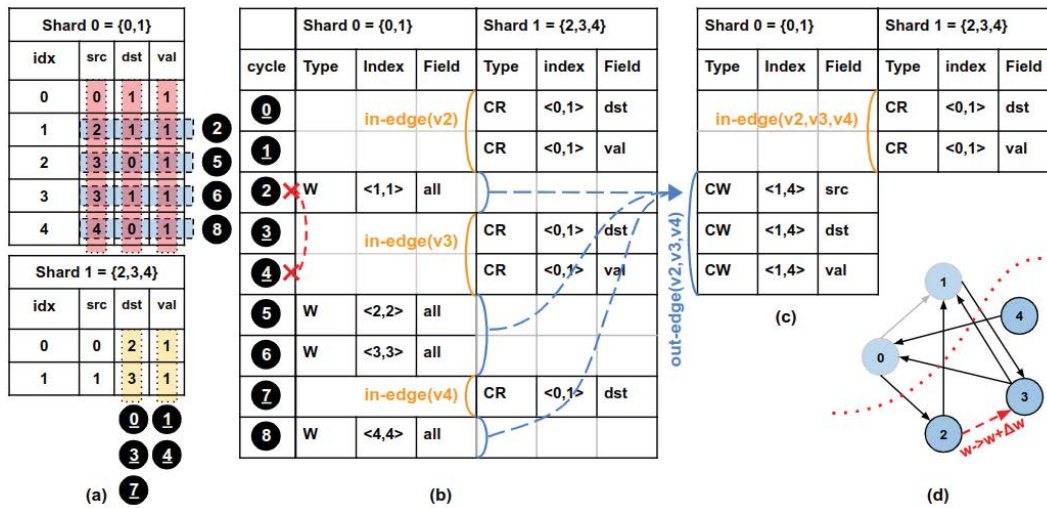 Shard 0 = {0,1}
idx src dst val
0 0 1 1
1 2 1 1 2
2 3 0 1 5
3 3 1 1 6
4 4 0 1 8
Shard 1 = {2,3,4}
idx src dst val
0 0 2 1
1 1 3 1
0 1
3 4
7
(a)
Shard 0 = {0,1} Shard 1 = {2,3,4}
cycle Type Index Field Type index Field
0 in-edge(v2) CR <0,1> dst
1 CR <0,1> val
2 W <1,1> all
3 in-edge(v3) CR <0,1> dst
4 CR <0,1> val
5 W <2,2> all
6 W <3,3> all
7 in-edge(v4) CR <0,1> dst
8 W <4,4> all
(b)
out-edge(v2,v3,v4)
Shard 0 = {0,1} Shard 1 = {2,3,4}
Type Index Field Type index Field
in-edge(v2,v3,v4) CR <0,1> dst
CR <0,1> val
CW <1,4> src
CW <1,4> dst
CW <1,4> val
(c)
1
4
0
3
2
w->w+Δw
(d)